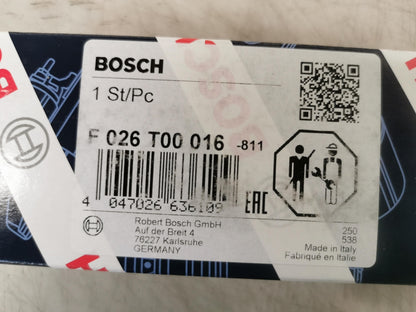 BOSCH
1 St/Pc
F 026 T00 016 -811
4 047026 636109
EAC
Robert Bosch GmbH
Auf der Breit 4
76227 Karlsruhe
GERMANY
250
538
Made in Italy
Fabriqué en Italie